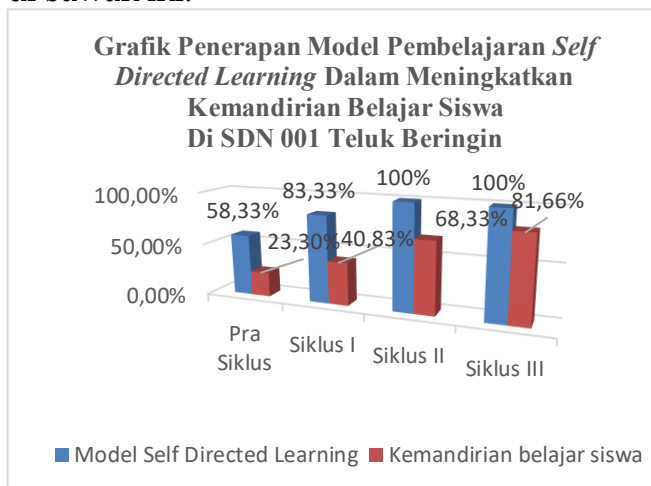 Grafik Penerapan Model Pembelajaran Self
Directed Learning Dalam Meningkatkan
Kemandirian Belajar Siswa
Di SDN 001 Teluk Beringin
100,00%
50,00%
0,00%
58,33%
23,30%
83,33%
40,83%
100%
68,33%
100%
81,66%
Pra
Siklus
Siklus I
Siklus II
Siklus III
Model Self Directed Learning
Kemandirian belajar siswa